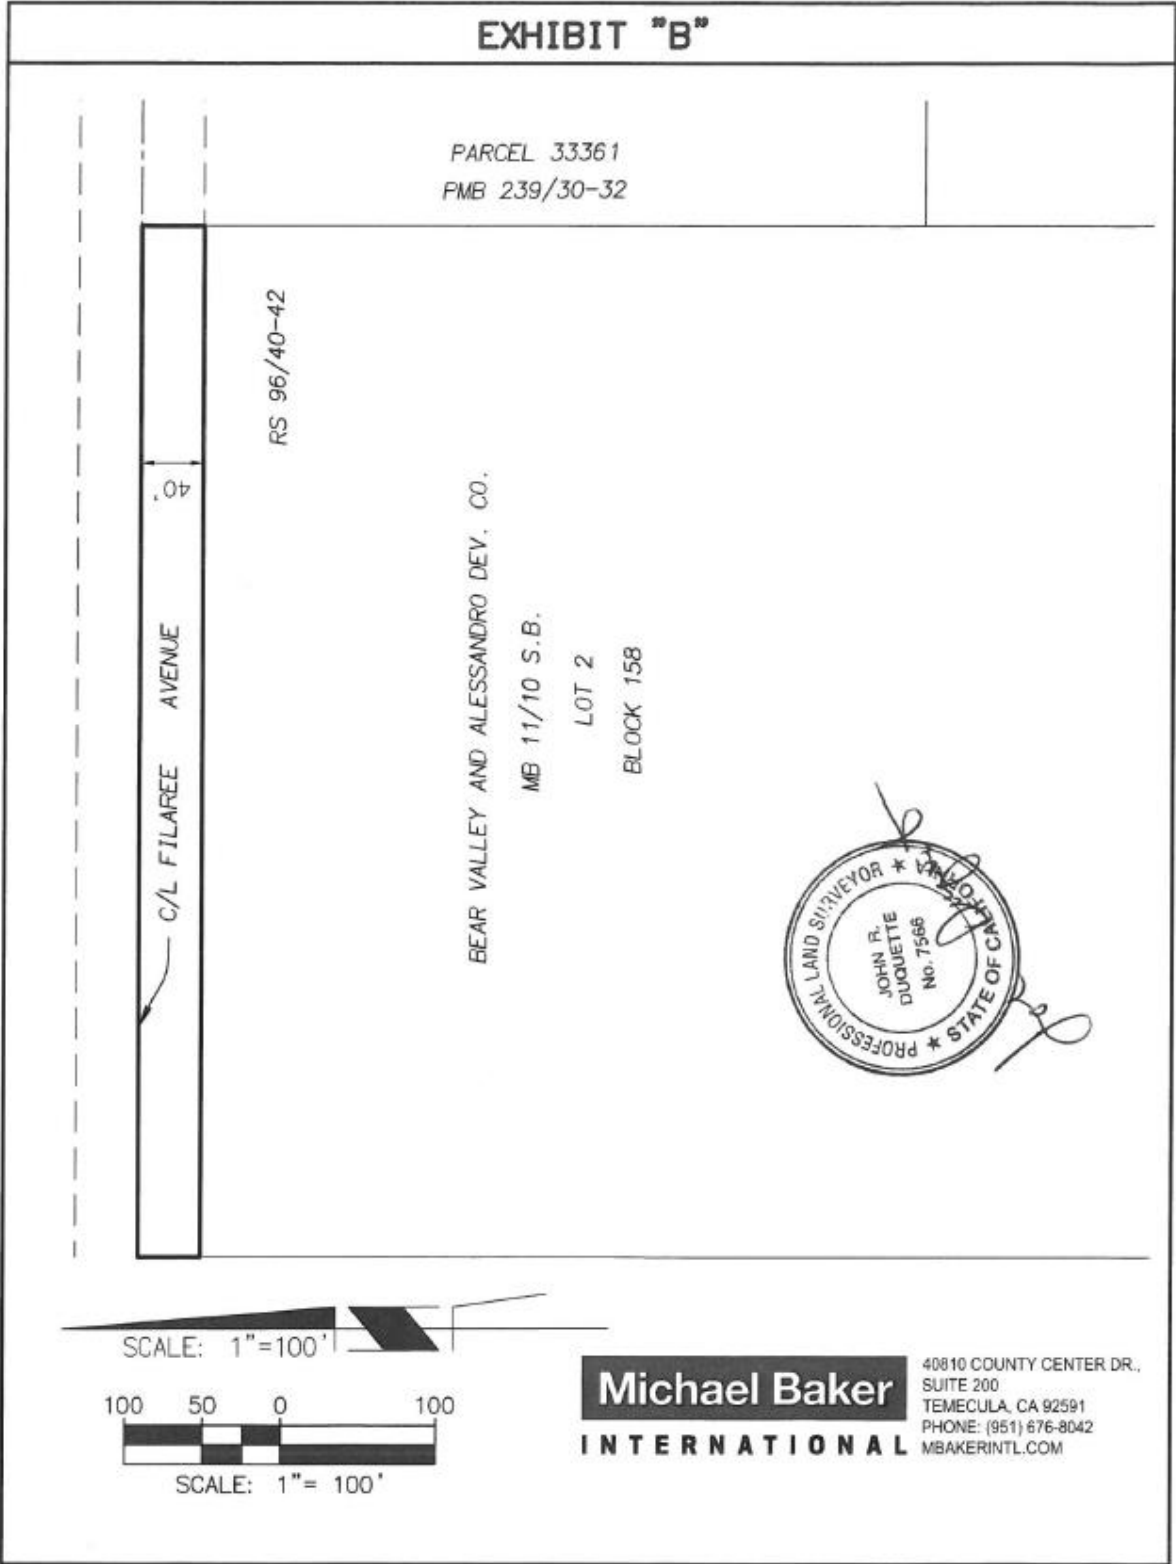 EXHIBIT "B"
PARCEL 33361
PMB 239/30-32
RS 96/40-42
40'
C/L FILAREE AVENUE
BEAR VALLEY AND ALESSANDRO DEV. CO.
MB 11/10 S.B.
LOT 2
BLOCK 158
PROFESSIONAL LAND SURVEYOR ★ STATE OF CALIFORNIA ★
JOHN R.
DUQUETTE
No. 7566
N
SCALE: 1"=100'
100 50 0 100
SCALE: 1"= 100'
Michael Baker
INTERNATIONAL
40810 COUNTY CENTER DR.,
SUITE 200
TEMECULA, CA 92591
PHONE: (951) 676-8042
MBAKERINTL.COM